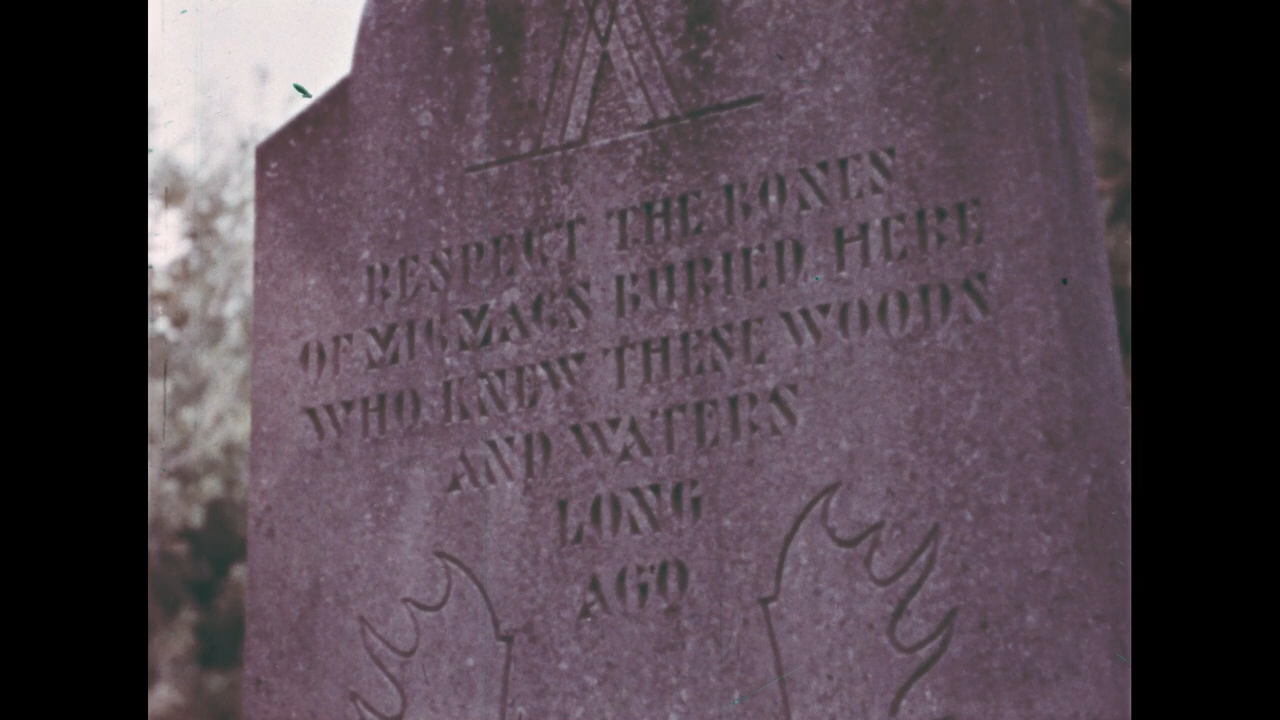 RESPECT THE BONES
OF MICMACS BURIED HERE
WHO KNEW THESE WOODS
AND WATERS
LONG
AGO